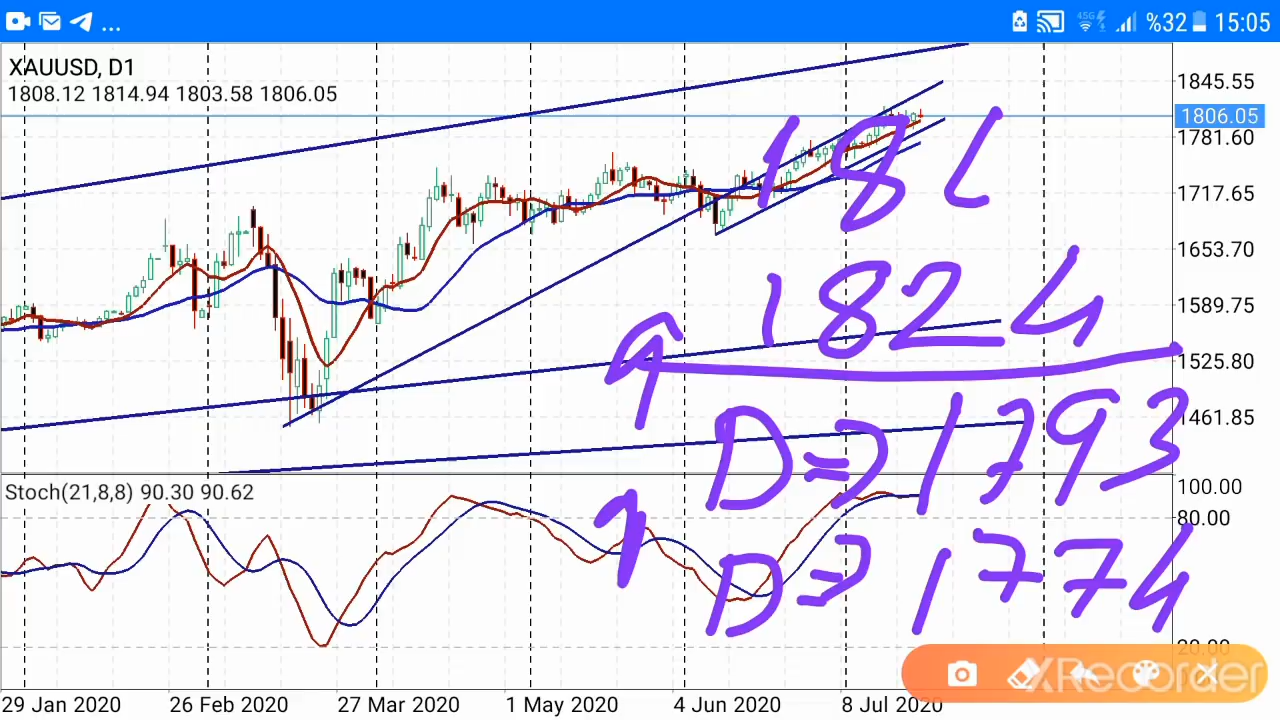 ... %32 15:05
XAUUSD, D1
1808.12 1814.94 1803.58 1806.05
1845.55
1806.05
1781.60
1717.65
1653.70
1589.75
1525.80
1461.85
182
1824
D=> 1793
D=> 1774
Stoch(21,8,8) 90.30 90.62
100.00
80.00
20.00
XRecorder
29 Jan 2020 26 Feb 2020 27 Mar 2020 1 May 2020 4 Jun 2020 8 Jul 2020